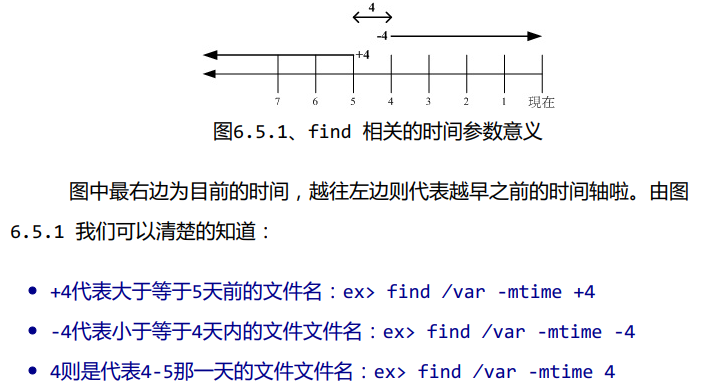 4
-4
+4
7 6 5 4 3 2 1 現在
图6.5.1、find 相关的时间参数意义
图中最右边为目前的时间，越往左边则代表越早之前的时间轴啦。由图
6.5.1 我们可以清楚的知道：
+4代表大于等于5天前的文件名：ex> find /var -mtime +4
-4代表小于等于4天内的文件文件名：ex> find /var -mtime -4
4则是代表4-5那一天的文件文件名：ex> find /var -mtime 4